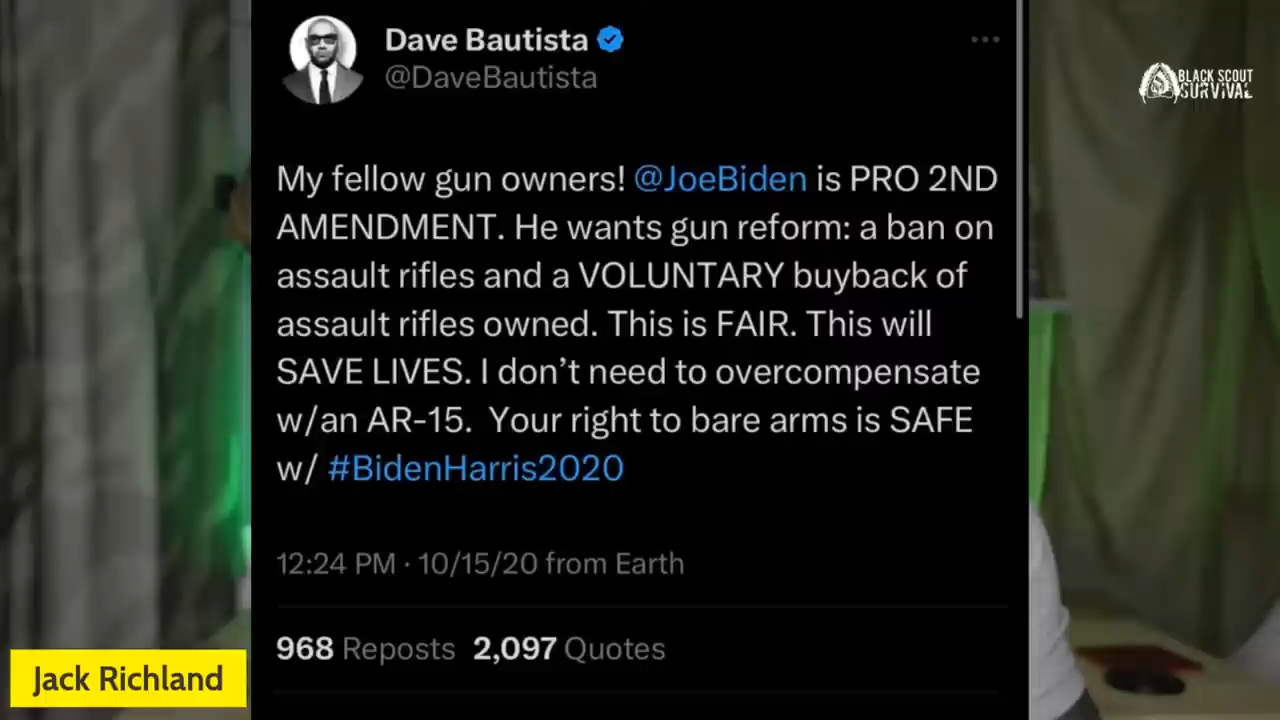 Dave Bautista
@DaveBautista
BLACK SCOUT
SURVIVAL
My fellow gun owners! @JoeBiden is PRO 2ND
AMENDMENT. He wants gun reform: a ban on
assault rifles and a VOLUNTARY buyback of
assault rifles owned. This is FAIR. This will
SAVE LIVES. I don’t need to overcompensate
w/an AR-15.  Your right to bare arms is SAFE
w/ #BidenHarris2020
12:24 PM · 10/15/20 from Earth
968 Reposts 2,097 Quotes
Jack Richland